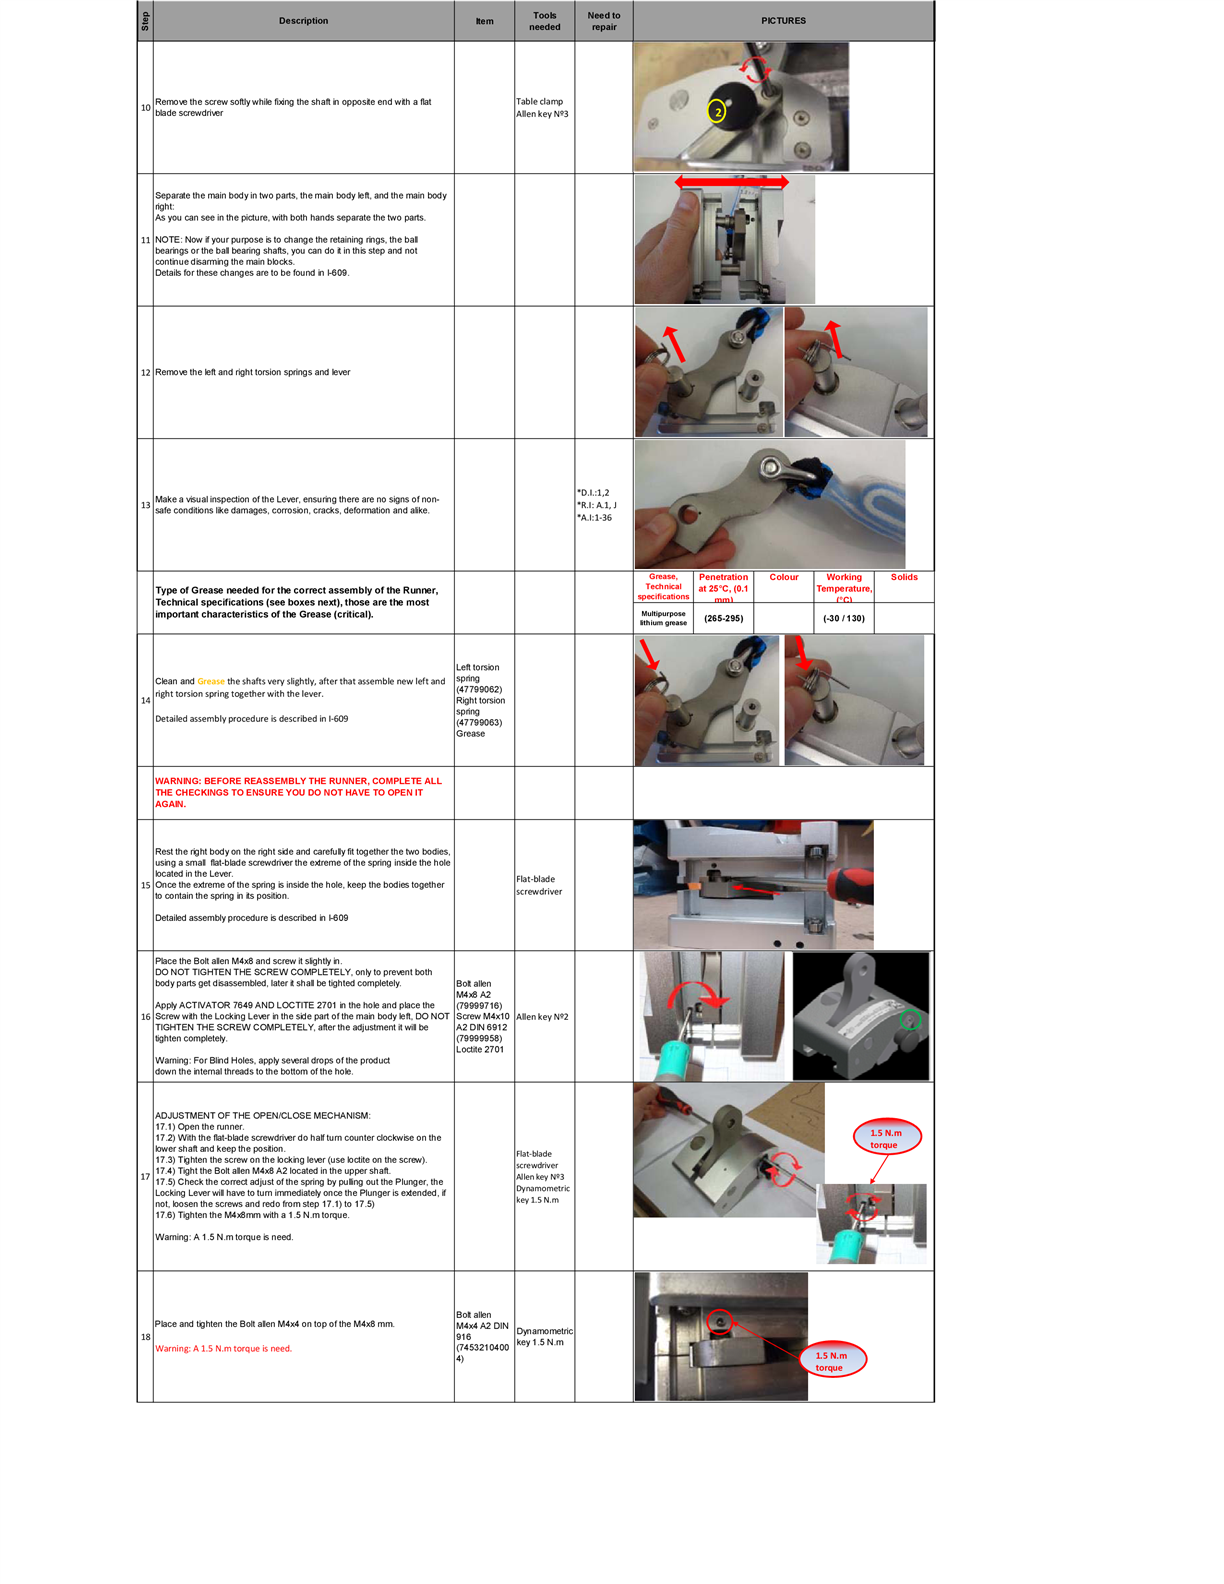 Step
Description
Item
Tools
needed
Need to
repair
PICTURES
10
Remove the screw softly while fixing the shaft in opposite end with a flat
blade screwdriver
Table clamp
Allen key Nº3
2
11
Separate the main body in two parts, the main body left, and the main body
right:
As you can see in the picture, with both hands separate the two parts.
NOTE: Now if your purpose is to change the retaining rings, the ball
bearings or the ball bearing shafts, you can do it in this step and not
continue disarming the main blocks.
Details for these changes are to be found in I-609.
12
Remove the left and right torsion springs and lever
13
Make a visual inspection of the Lever, ensuring there are no signs of non-
safe conditions like damages, corrosion, cracks, deformation and alike.
*D.I.:1,2
*R.I: A.1, J
*A.I:1-36
Type of Grease needed for the correct assembly of the Runner,
Technical specifications (see boxes next), those are the most
important characteristics of the Grease (critical).
Grease,
Technical
specifications
Penetration
at 25°C, (0.1
mm)
Colour
Working
Temperature,
(°C)
Solids
Multipurpose
lithium grease
(265-295)
(-30 / 130)
14
Clean and Grease the shafts very slightly, after that assemble new left and
right torsion spring together with the lever.
Detailed assembly procedure is described in I-609
Left torsion
spring
(47799062)
Right torsion
spring
(47799063)
Grease
WARNING: BEFORE REASSEMBLY THE RUNNER, COMPLETE ALL
THE CHECKINGS TO ENSURE YOU DO NOT HAVE TO OPEN IT
AGAIN.
15
Rest the right body on the right side and carefully fit together the two bodies,
using a small flat-blade screwdriver the extreme of the spring inside the hole
located in the Lever.
Once the extreme of the spring is inside the hole, keep the bodies together
to contain the spring in its position.
Detailed assembly procedure is described in I-609
Flat-blade
screwdriver
16
Place the Bolt allen M4x8 and screw it slightly in.
DO NOT TIGHTEN THE SCREW COMPLETELY, only to prevent both
body parts get disassembled, later it shall be tighted completely.
Apply ACTIVATOR 7649 AND LOCTITE 2701 in the hole and place the
Screw with the Locking Lever in the side part of the main body left, DO NOT
TIGHTEN THE SCREW COMPLETELY, after the adjustment it will be
tighten completely.
Warning: For Blind Holes, apply several drops of the product
down the internal threads to the bottom of the hole.
Bolt allen
M4x8 A2
(79999716)
Screw M4x10
A2 DIN 6912
(79999958)
Loctite 2701
Allen key Nº2
17
ADJUSTMENT OF THE OPEN/CLOSE MECHANISM:
17.1) Open the runner.
17.2) With the flat-blade screwdriver do half turn counter clockwise on the
lower shaft and keep the position.
17.3) Tighten the screw on the locking lever (use loctite on the screw).
17.4) Tight the Bolt allen M4x8 A2 located in the upper shaft.
17.5) Check the correct adjust of the spring by pulling out the Plunger, the
Locking Lever will have to turn immediately once the Plunger is extended, if
not, loosen the screws and redo from step 17.1) to 17.5)
17.6) Tighten the M4x8mm with a 1.5 N.m torque.
Warning: A 1.5 N.m torque is need.
Flat-blade
screwdriver
Allen key Nº3
Dynamometric
key 1.5 N.m
1.5 N.m
torque
18
Place and tighten the Bolt allen M4x4 on top of the M4x8 mm.
Warning: A 1.5 N.m torque is need.
Bolt allen
M4x4 A2 DIN
916
(7453210400
4)
Dynamometric
key 1.5 N.m
1.5 N.m
torque